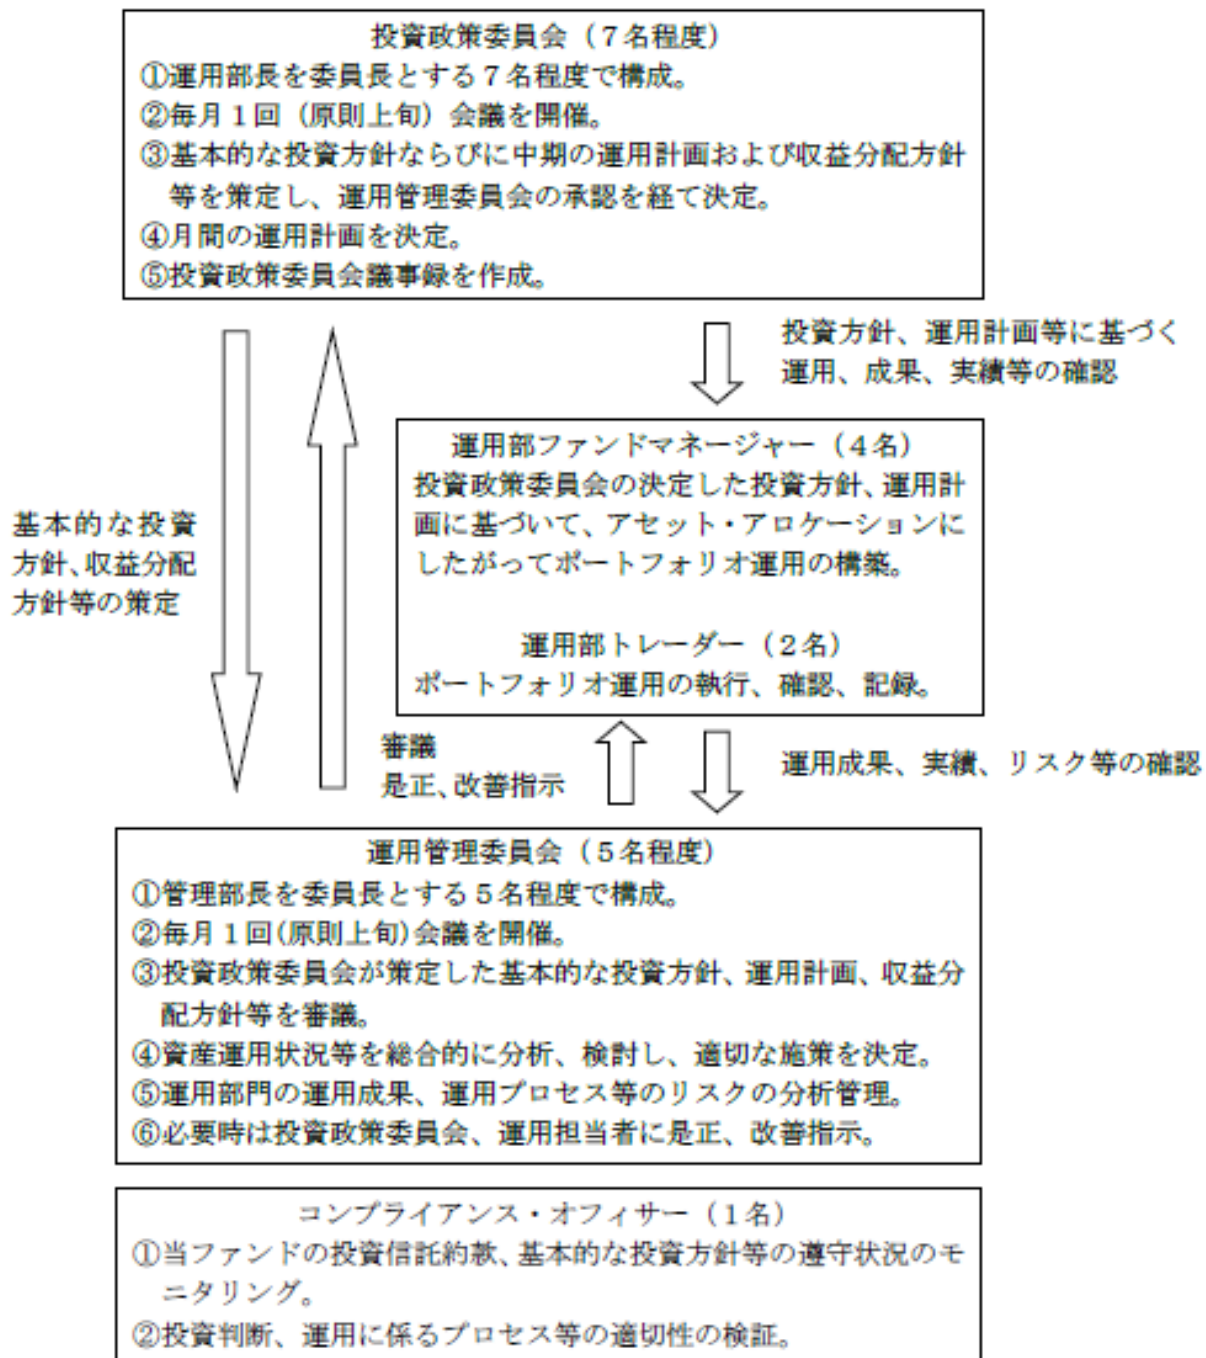 投資政策委員会（７名程度）
①運用部長を委員長とする７名程度で構成。
②毎月１回（原則上旬）会議を開催。
③基本的な投資方針ならびに中期の運用計画および収益分配方針
等を策定し、運用管理委員会の承認を経て決定。
④月間の運用計画を決定。
⑤投資政策委員会議事録を作成。
投資方針、運用計画等に基づく
運用、成果、実績等の確認
運用部ファンドマネージャー（４名）
投資政策委員会の決定した投資方針、運用計
画に基づいて、アセット・アロケーションに
したがってポートフォリオ運用の構築。
運用部トレーダー（２名）
ポートフォリオ運用の執行、確認、記録。
基本的な投資
方針、収益分配
方針等の策定
審議
是正、改善指示
運用成果、実績、リスク等の確認
運用管理委員会（５名程度）
①管理部長を委員長とする５名程度で構成。
②毎月１回(原則上旬)会議を開催。
③投資政策委員会が策定した基本的な投資方針、運用計画、収益分
配方針等を審議。
④資産運用状況等を総合的に分析、検討し、適切な施策を決定。
⑤運用部門の運用成果、運用プロセス等のリスクの分析管理。
⑥必要時は投資政策委員会、運用担当者に是正、改善指示。
コンプライアンス・オフィサー（１名）
①当ファンドの投資信託約款、基本的な投資方針等の遵守状況のモ
ニタリング。
②投資判断、運用に係るプロセス等の適切性の検証。